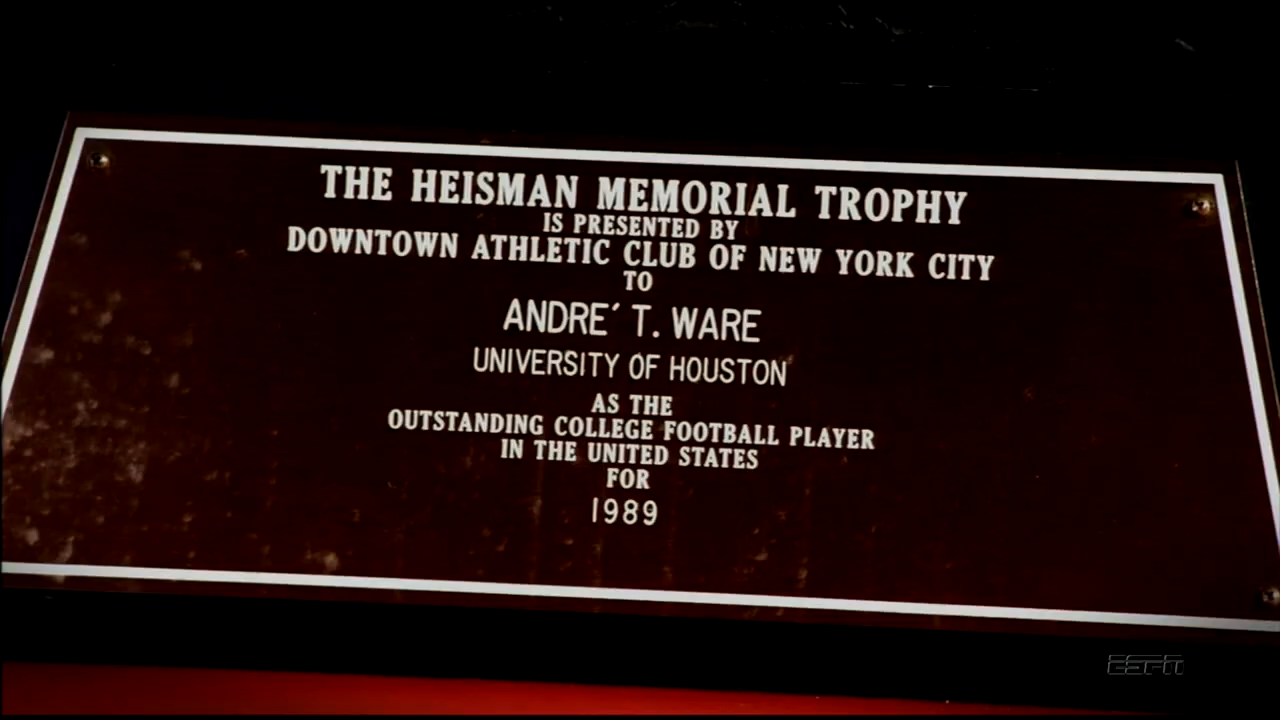 THE HEISMAN MEMORIAL TROPHY
IS PRESENTED BY
DOWNTOWN ATHLETIC CLUB OF NEW YORK CITY
TO
ANDRE´ T. WARE
UNIVERSITY OF HOUSTON
AS THE
OUTSTANDING COLLEGE FOOTBALL PLAYER
IN THE UNITED STATES
FOR
1989
ESPN